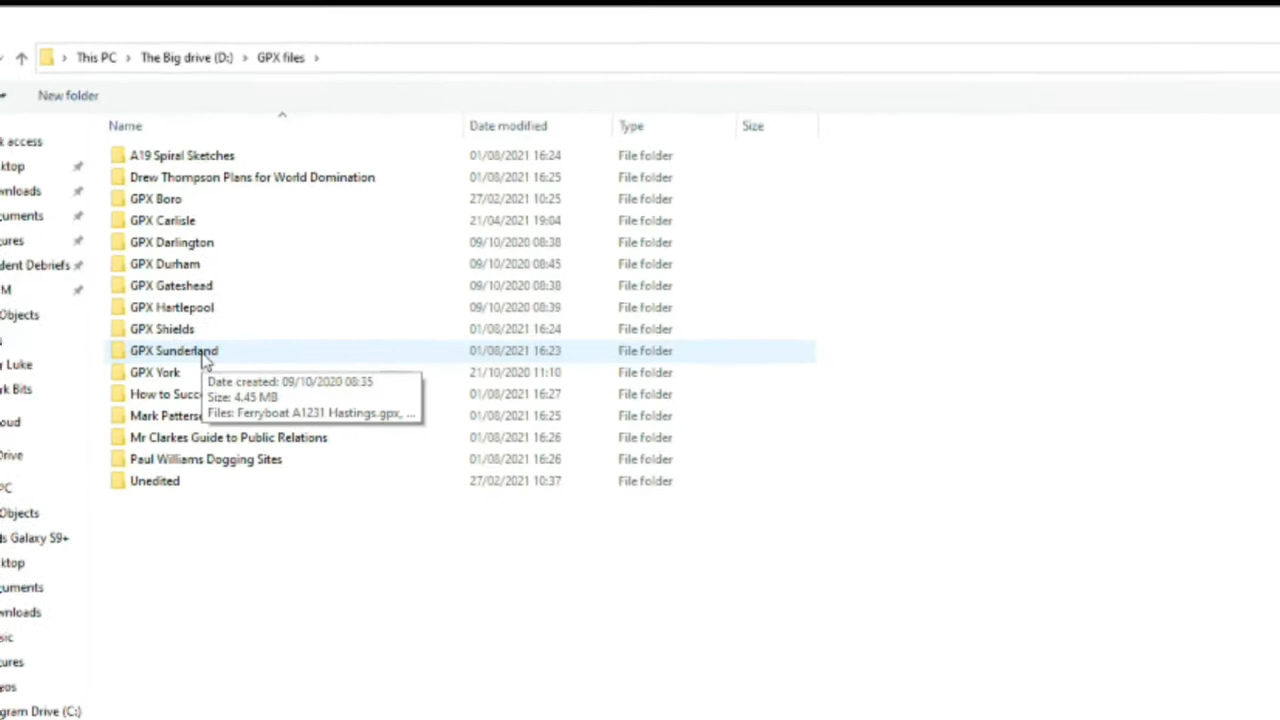 This PC > The Big drive (D:) > GPX files >
New folder
Name Date modified Type Size
A19 Spiral Sketches 01/08/2021 16:24 File folder
Drew Thompson Plans for World Domination 01/08/2021 16:25 File folder
GPX Boro 27/02/2021 10:25 File folder
GPX Carlisle 21/04/2021 19:04 File folder
GPX Darlington 09/10/2020 08:38 File folder
GPX Durham 09/10/2020 08:45 File folder
GPX Gateshead 09/10/2020 08:38 File folder
GPX Hartlepool 09/10/2020 08:39 File folder
GPX Shields 01/08/2021 16:24 File folder
GPX Sunderland 01/08/2021 16:23 File folder
GPX York 21/10/2020 11:10 File folder
How to Succ 01/08/2021 16:27 File folder
Mark Patterso 01/08/2021 16:25 File folder
Mr Clarkes Guide to Public Relations 01/08/2021 16:26 File folder
Paul Williams Dogging Sites 01/08/2021 16:26 File folder
Unedited 27/02/2021 10:37 File folder
Date created: 09/10/2020 08:35
Size: 4.45 MB
Files: Ferryboat A1231 Hastings.gpx, ...
k access
ktop
wnloads
uments
ures
dent Debriefs
M
Objects
r Luke
rk Bits
oud
Drive
PC
Objects
s Galaxy S9+
ktop
uments
wnloads
sic
ures
eos
gram Drive (C:)